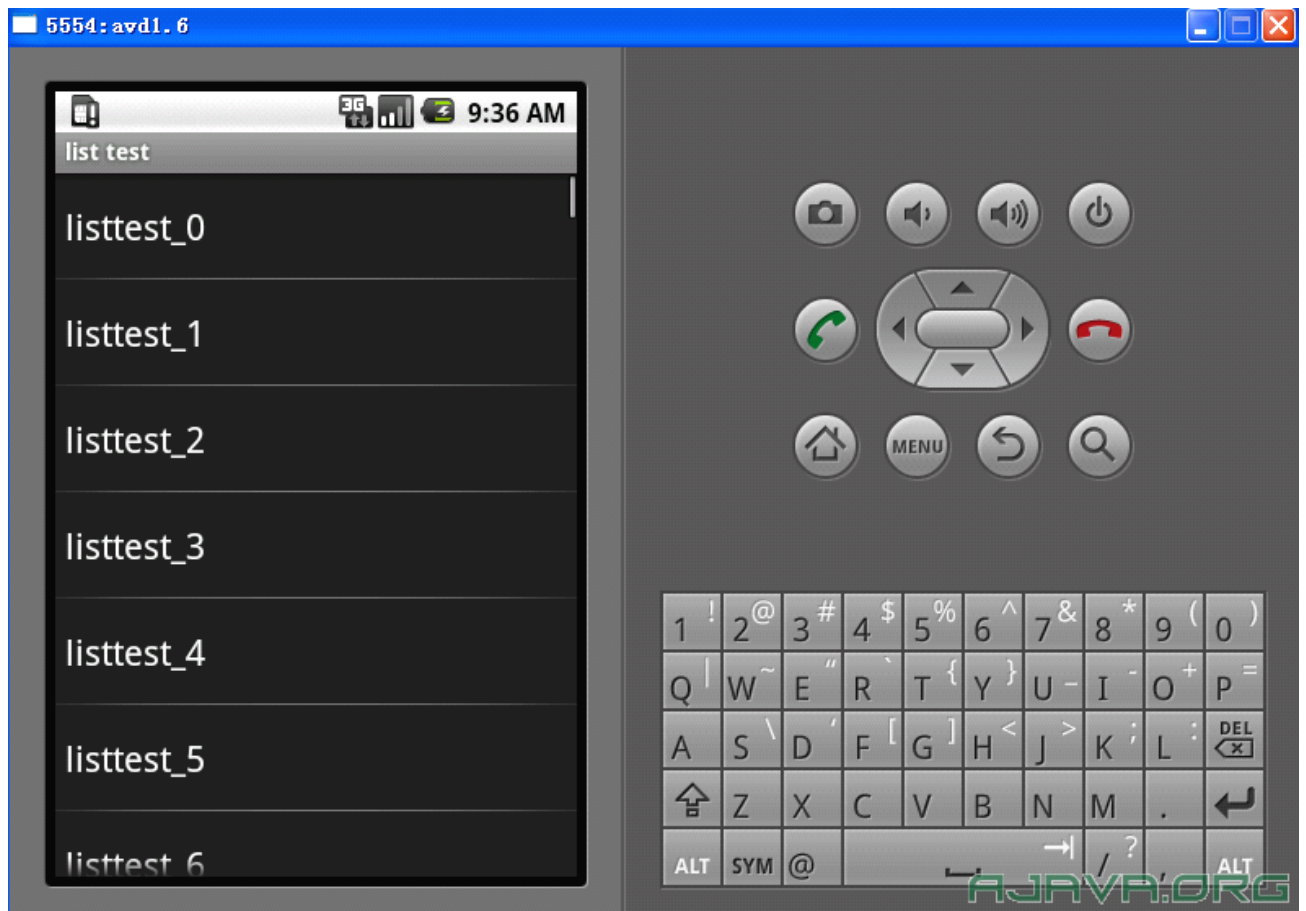 5554:avd1.6
3G 9:36 AM
list test
listtest_0
listtest_1
listtest_2
listtest_3
listtest_4
listtest_5
listtest_6
MENU
1 ! 2 @ 3 # 4 $ 5 % 6 ^ 7 & 8 * 9 ( 0 )
Q | W ~ E " R ` T { Y } U _ I - O + P =
A S \ D ' F [ G ] H < J > K ; L : DEL
Z X C V B N M .
ALT SYM @ / ? , ALT
AJAVA.ORG